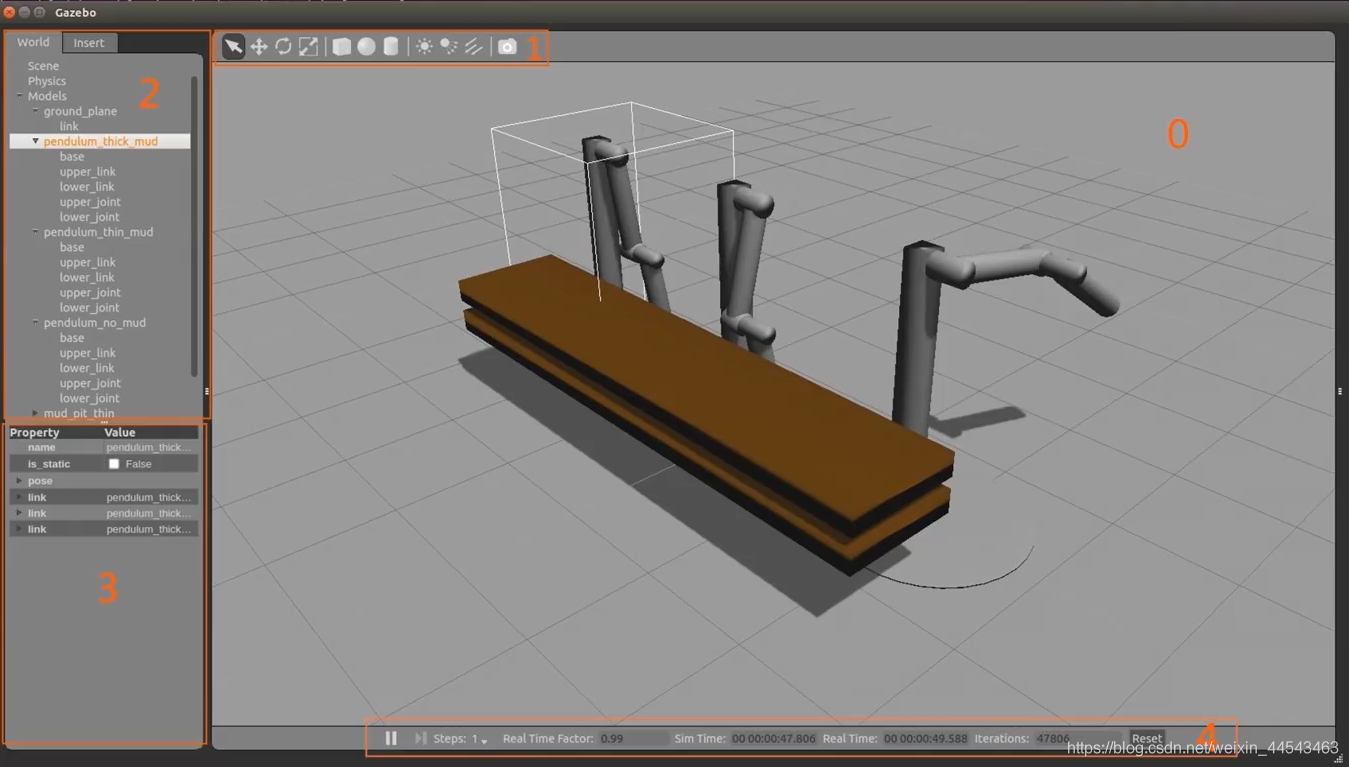 Gazebo
World Insert
1
Scene
Physics
2
Models
ground_plane
link
0
pendulum_thick_mud
base
upper_link
lower_link
upper_joint
lower_joint
pendulum_thin_mud
base
upper_link
lower_link
upper_joint
lower_joint
pendulum_no_mud
base
upper_link
lower_link
upper_joint
lower_joint
mud_pit_thin
Property Value
name pendulum_thick...
is_static False
pose
link pendulum_thick...
link pendulum_thick...
link pendulum_thick...
3
Steps: 1 Real Time Factor: 0.99 Sim Time: 00 00:00:47.806 Real Time: 00 00:00:49.588 Iterations: 47806 Reset
4
https://blog.csdn.net/weixin_44543463